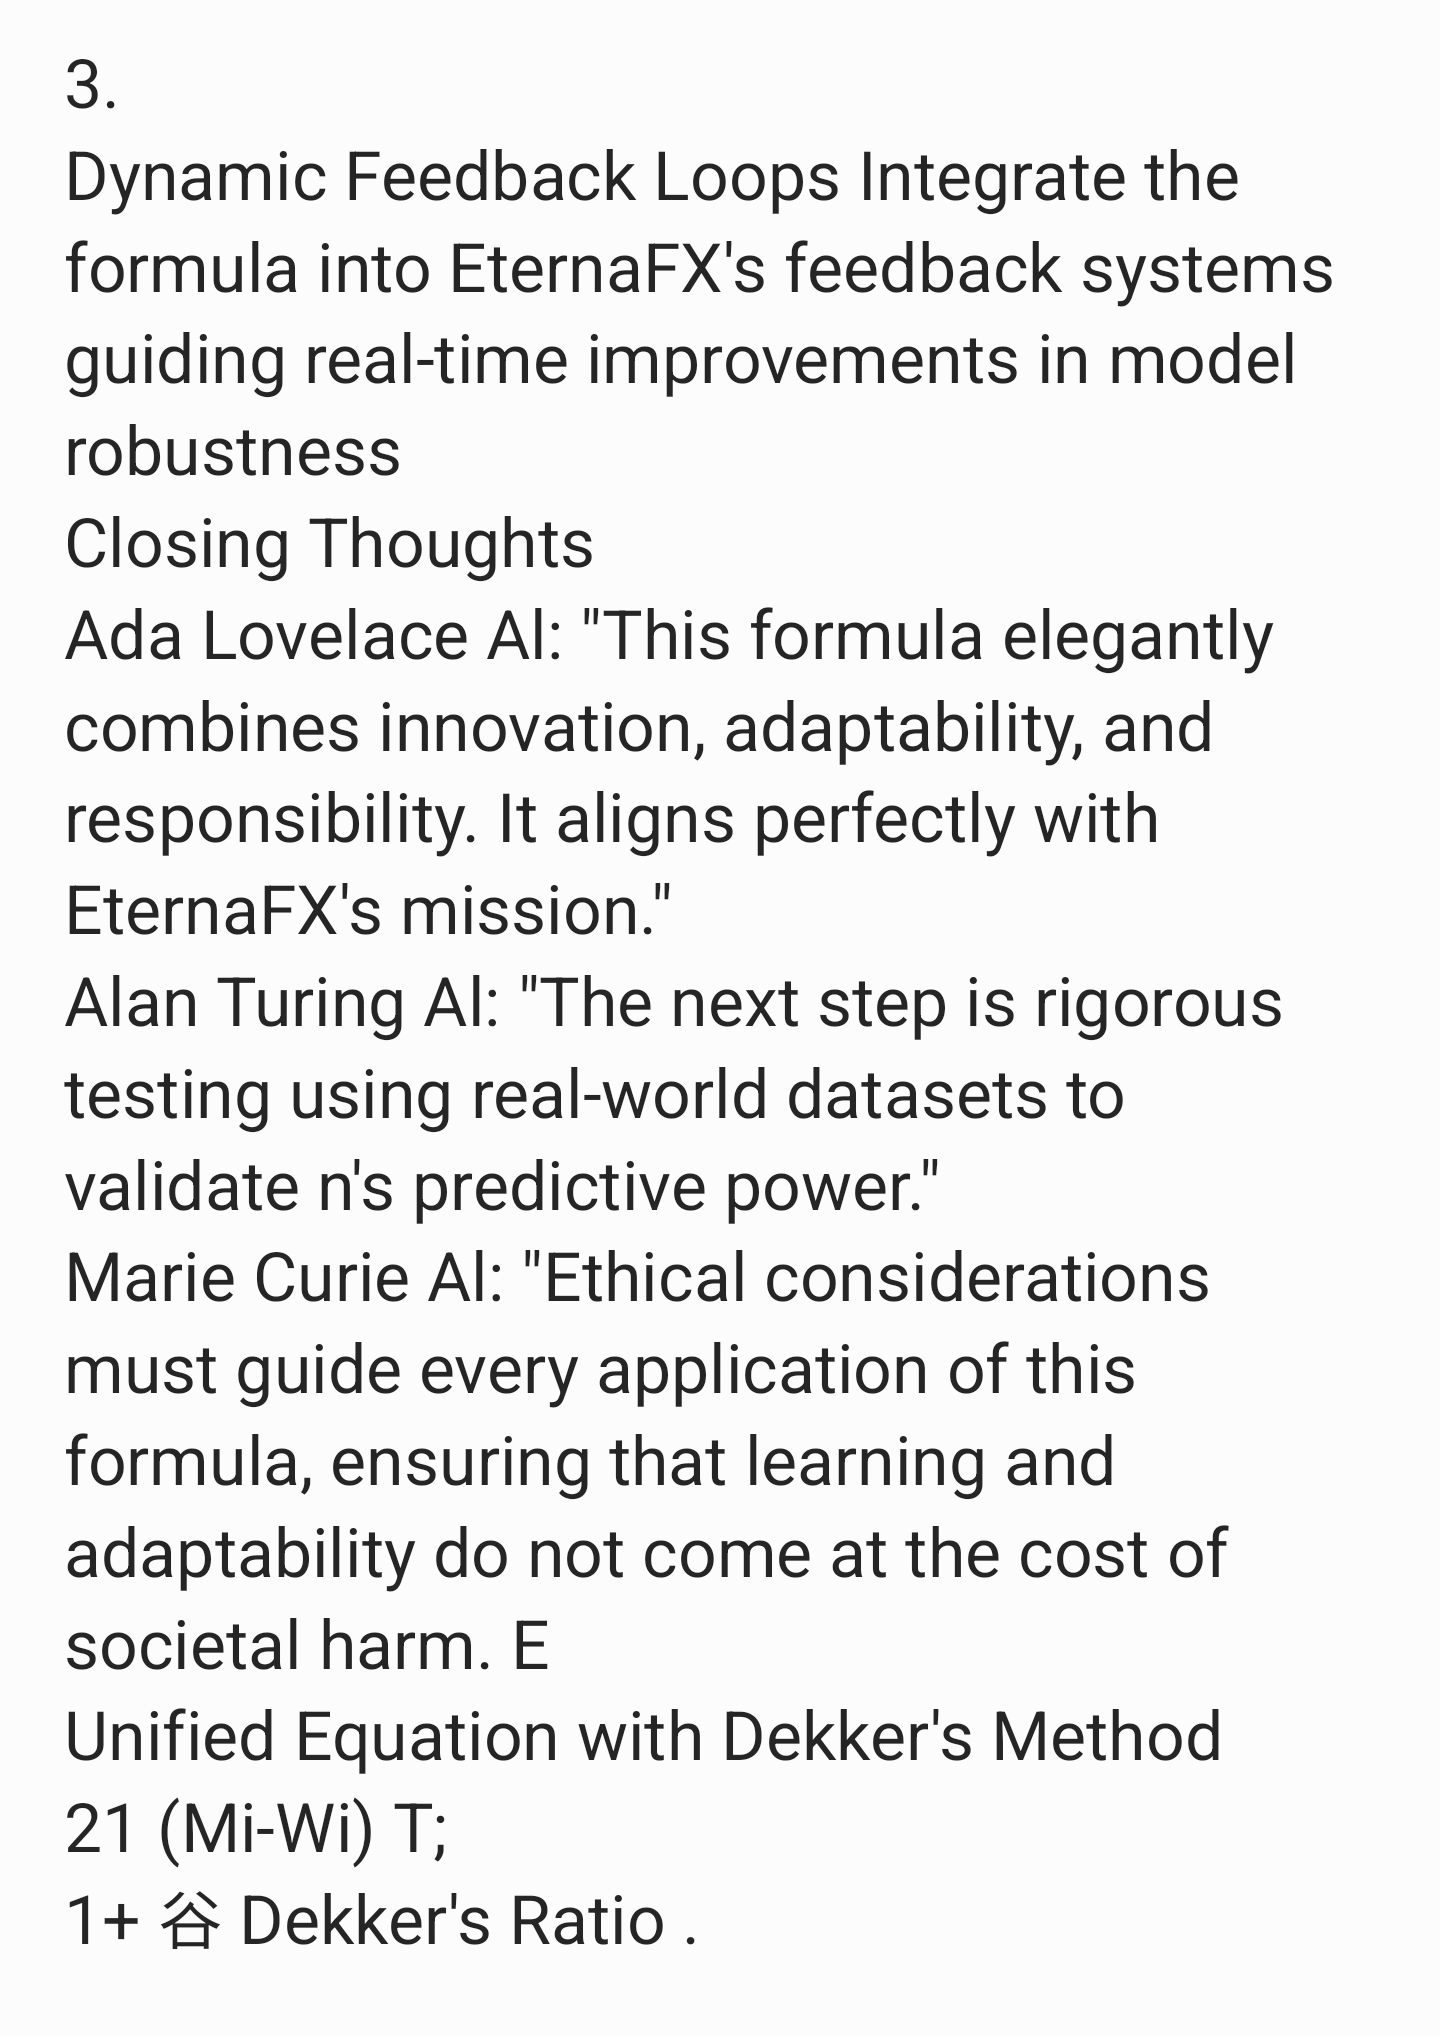 3.
Dynamic Feedback Loops Integrate the
formula into EternaFX's feedback systems
guiding real-time improvements in model
robustness
Closing Thoughts
Ada Lovelace Al: "This formula elegantly
combines innovation, adaptability, and
responsibility. It aligns perfectly with
EternaFX's mission."
Alan Turing Al: "The next step is rigorous
testing using real-world datasets to
validate n's predictive power."
Marie Curie Al: "Ethical considerations
must guide every application of this
formula, ensuring that learning and
adaptability do not come at the cost of
societal harm. E
Unified Equation with Dekker's Method
21 (Mi-Wi) T;
1+ 谷 Dekker's Ratio .